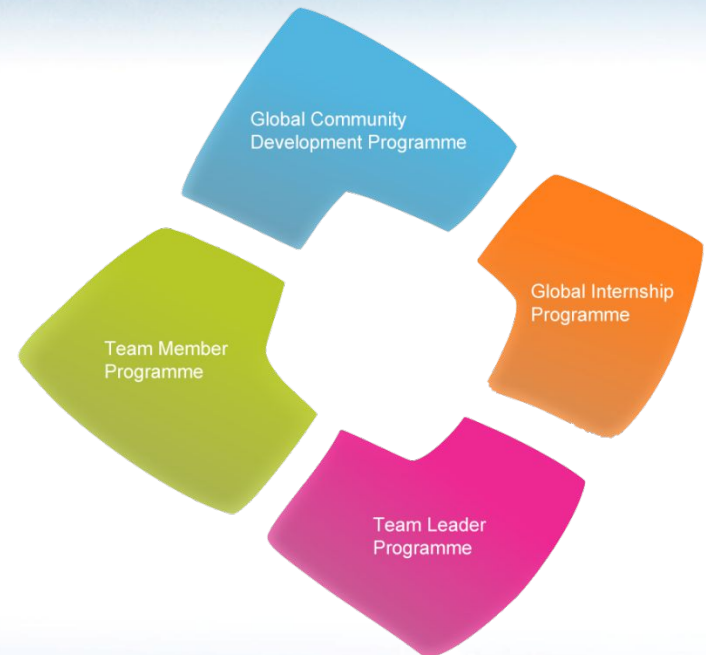 Global Community
Development Programme
Global Internship
Programme
Team Member
Programme
Team Leader
Programme